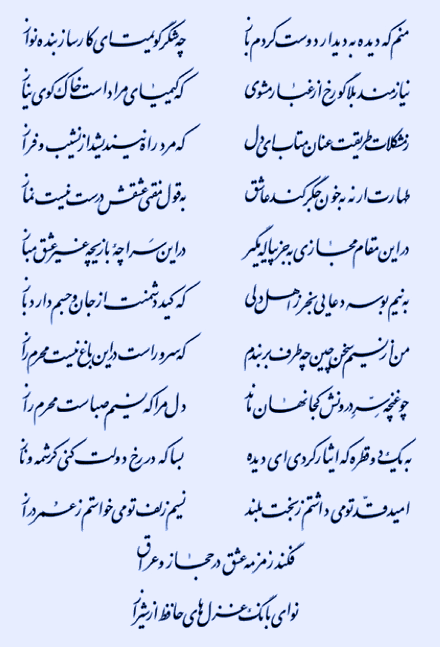 منم که دیده به دیدار دوست کردم باز چه شکر گویمت ای کارساز بنده نواز
نیازمند بلا گو رخ از غبار مشوی که کیمیای مراد است خاک کوی نیاز
ز مشکلات طریقت عنان متاب ای دل که مرد راه نیندیشد از نشیب و فراز
طهارت ار نه به خون جگر کند عاشق به قول مفتی عشقش درست نیست نماز
در این مقام مجازی به جز پیاله مگیر در این سراچهٔ بازیچه غیر عشق مباز
به نیم بوسه دعایی بخر ز اهل دلی که کید دشمنت از جان و جسم دارد باز
من از نسیم سخن چین چه طرف بربندم که سرو راست در این باغ نیست محرم راز
چو غنچه سرّ درونش کجا نهان ماند دل مرا که نسیم صباست محرم راز
به یک دو قطره که ایثار کردی ای دیده بسا که در رخ دولت کنی کرشمه و ناز
امید قدّ تو می داشتم ز بخت بلند نسیم زلف تو می خواستم ز عمر دراز
فکند زمزمه عشق در حجاز و عراق
نوای بانگ غزل های حافظ از شیراز